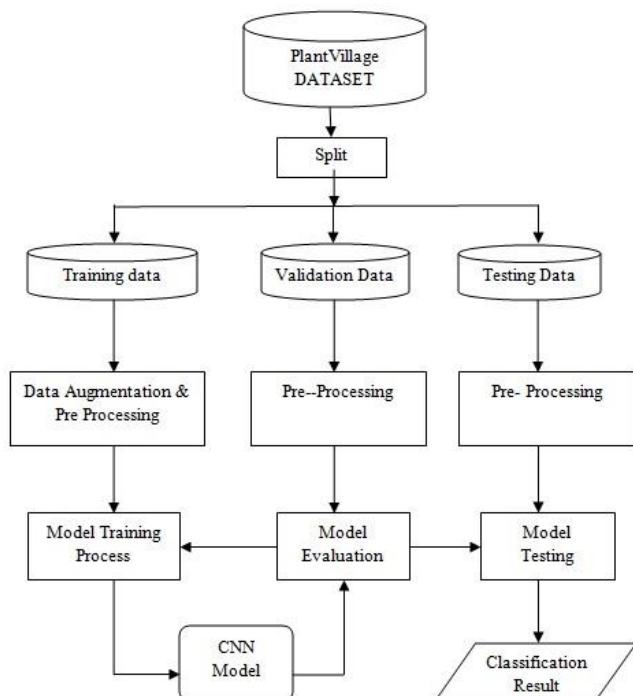 PlantVillage
DATASET
Split
Training data
Validation Data
Testing Data
Data Augmentation &
Pre Processing
Pre--Processing
Pre- Processing
Model Training
Process
Model
Evaluation
Model
Testing
CNN
Model
Classification
Result